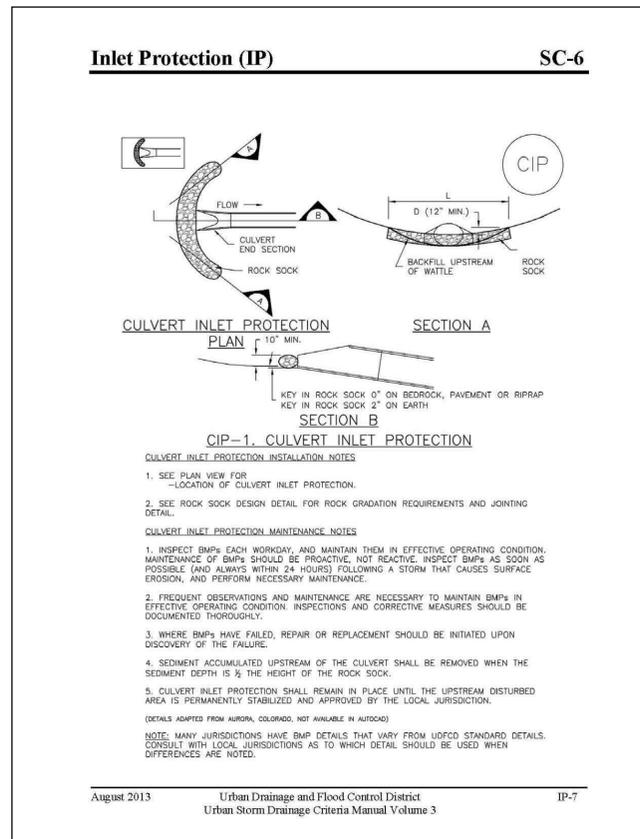 Inlet Protection (IP) SC-6
CIP
A
FLOW
B
CULVERT
END SECTION
ROCK SOCK
A
L
D (12" MIN.)
BACKFILL UPSTREAM
OF WATTLE
ROCK
SOCK
CULVERT INLET PROTECTION
PLAN
SECTION A
10" MIN.
KEY IN ROCK SOCK 0" ON BEDROCK, PAVEMENT OR RIPRAP
KEY IN ROCK SOCK 2" ON EARTH
SECTION B
CIP-1. CULVERT INLET PROTECTION
CULVERT INLET PROTECTION INSTALLATION NOTES
1. SEE PLAN VIEW FOR
-LOCATION OF CULVERT INLET PROTECTION.
2. SEE ROCK SOCK DESIGN DETAIL FOR ROCK GRADATION REQUIREMENTS AND JOINTING
DETAIL.
CULVERT INLET PROTECTION MAINTENANCE NOTES
1. INSPECT BMPs EACH WORKDAY, AND MAINTAIN THEM IN EFFECTIVE OPERATING CONDITION.
MAINTENANCE OF BMPs SHOULD BE PROACTIVE, NOT REACTIVE. INSPECT BMPs AS SOON AS
POSSIBLE (AND ALWAYS WITHIN 24 HOURS) FOLLOWING A STORM THAT CAUSES SURFACE
EROSION, AND PERFORM NECESSARY MAINTENANCE.
2. FREQUENT OBSERVATIONS AND MAINTENANCE ARE NECESSARY TO MAINTAIN BMPs IN
EFFECTIVE OPERATING CONDITION. INSPECTIONS AND CORRECTIVE MEASURES SHOULD BE
DOCUMENTED THOROUGHLY.
3. WHERE BMPs HAVE FAILED, REPAIR OR REPLACEMENT SHOULD BE INITIATED UPON
DISCOVERY OF THE FAILURE.
4. SEDIMENT ACCUMULATED UPSTREAM OF THE CULVERT SHALL BE REMOVED WHEN THE
SEDIMENT DEPTH IS ½ THE HEIGHT OF THE ROCK SOCK.
5. CULVERT INLET PROTECTION SHALL REMAIN IN PLACE UNTIL THE UPSTREAM DISTURBED
AREA IS PERMANENTLY STABILIZED AND APPROVED BY THE LOCAL JURISDICTION.
(DETAILS ADAPTED FROM AURORA, COLORADO, NOT AVAILABLE IN AUTOCAD)
NOTE: MANY JURISDICTIONS HAVE BMP DETAILS THAT VARY FROM UDFCD STANDARD DETAILS.
CONSULT WITH LOCAL JURISDICTIONS AS TO WHICH DETAIL SHOULD BE USED WHEN
DIFFERENCES ARE NOTED.
August 2013 Urban Drainage and Flood Control District IP-7
Urban Storm Drainage Criteria Manual Volume 3